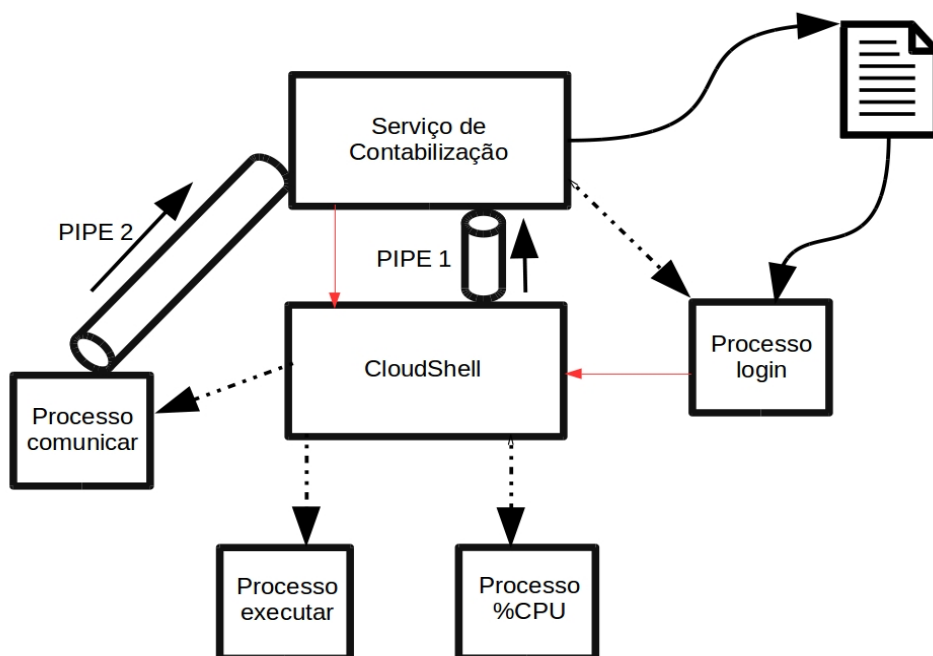 Serviço de
Contabilização
PIPE 2
PIPE 1
CloudShell
Processo
login
Processo
comunicar
Processo
executar
Processo
%CPU